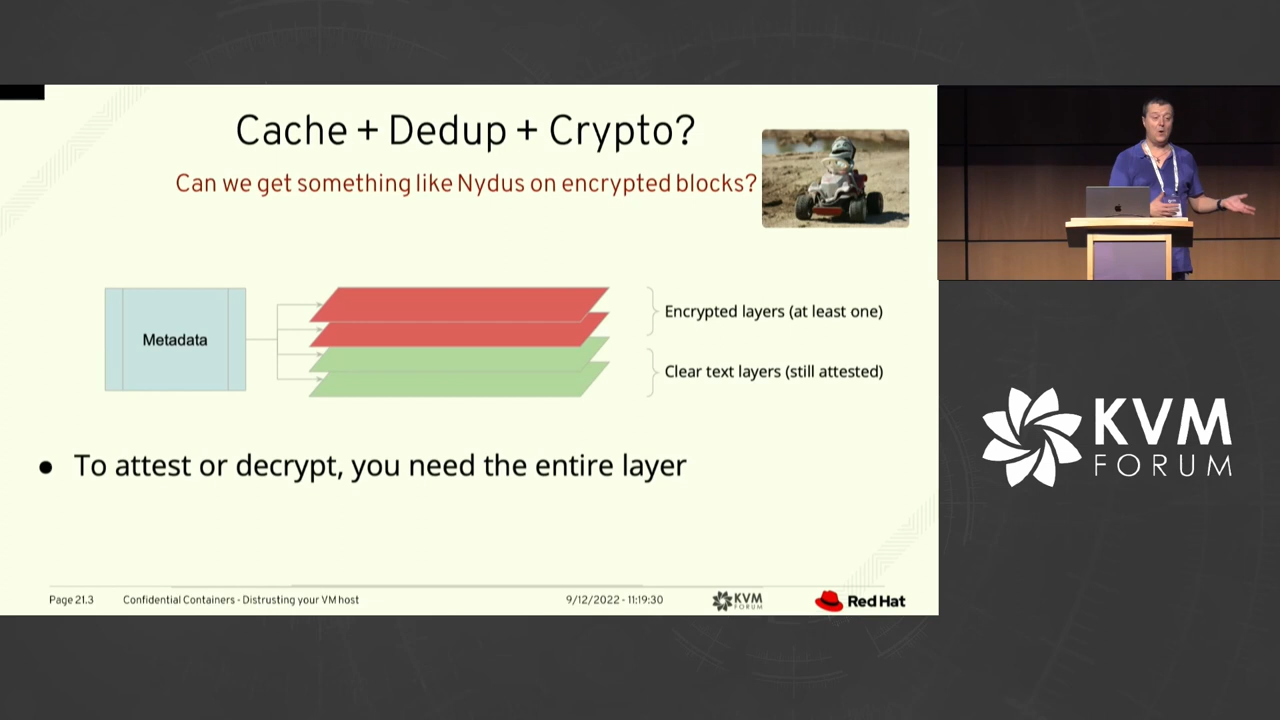 Cache + Dedup + Crypto?
Can we get something like Nydus on encrypted blocks?
Metadata
Encrypted layers (at least one)
Clear text layers (still attested)
● To attest or decrypt, you need the entire layer
Page 21.3
Confidential Containers - Distrusting your VM host
9/12/2022 - 11:19:30
KVM
FORUM
Red Hat
KVM
FORUM